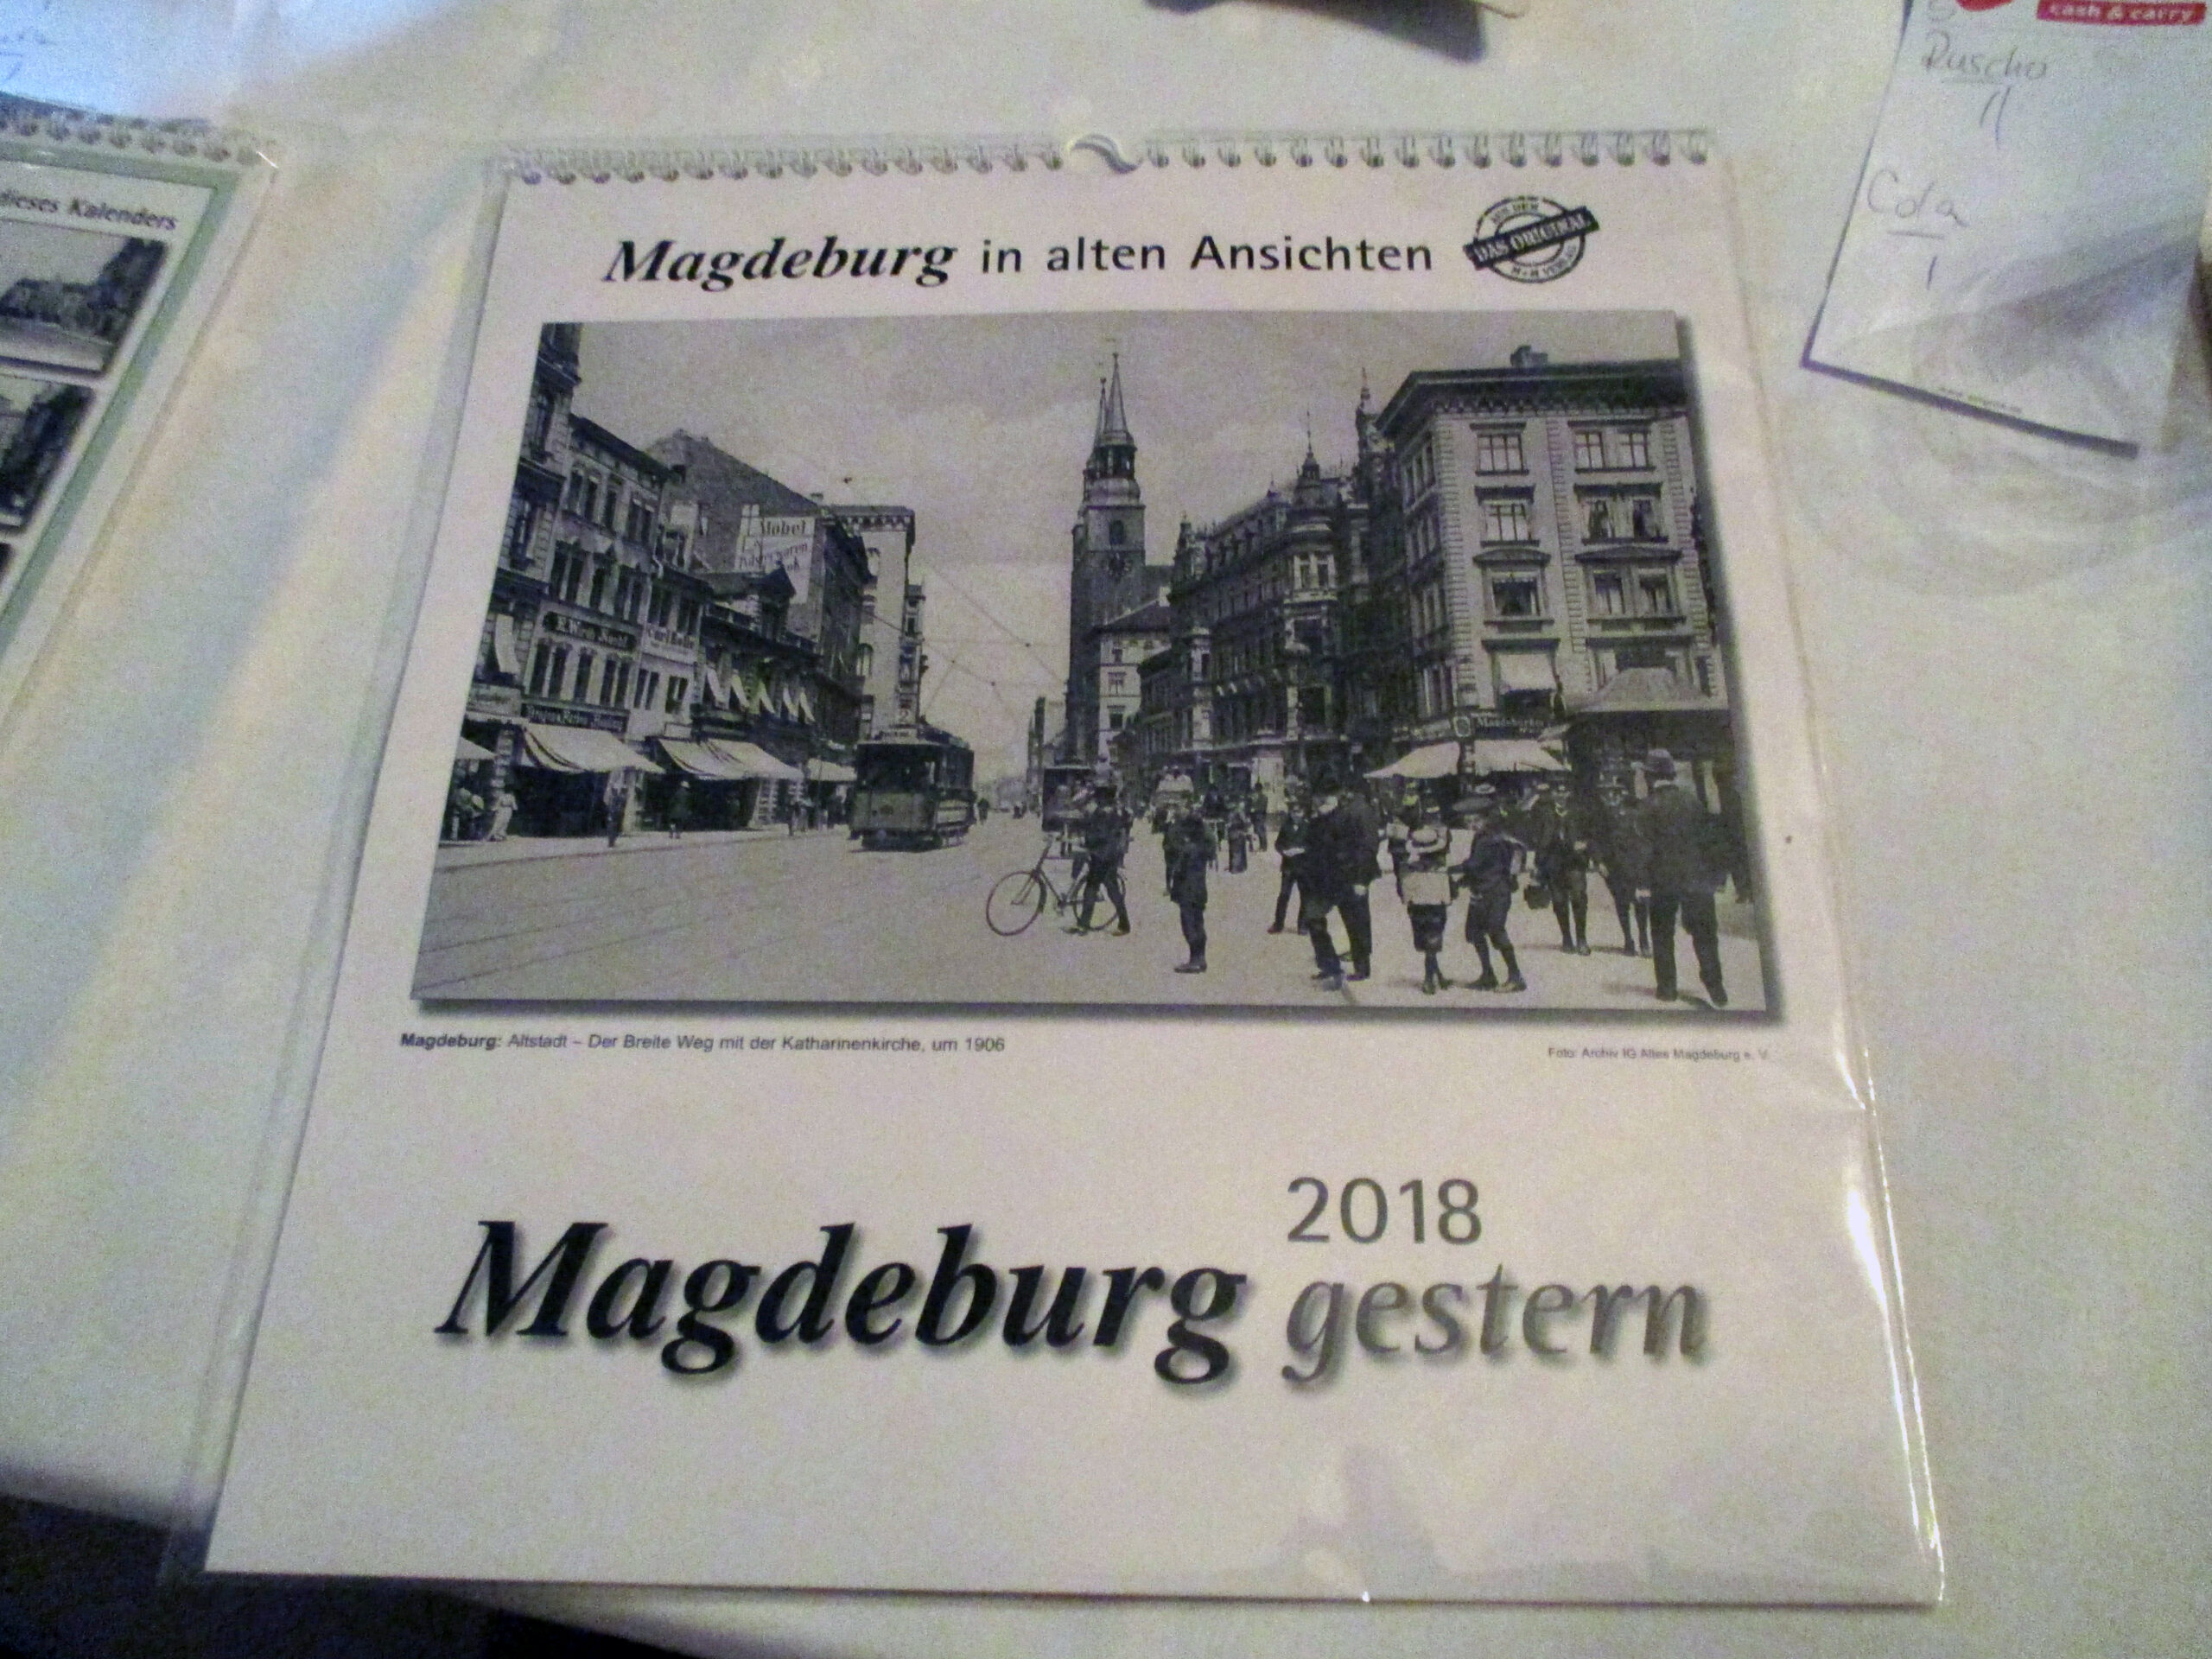 cash & carry
Cola
1
dieses Kalenders
Magdeburg in alten Ansichten
DAS ORIGINAL
M+M VERLAG
Möbel
Magdeburg: Altstadt – Der Breite Weg mit der Katharinenkirche, um 1906
Foto: Archiv IG Altes Magdeburg e. V.
2018
Magdeburg gestern